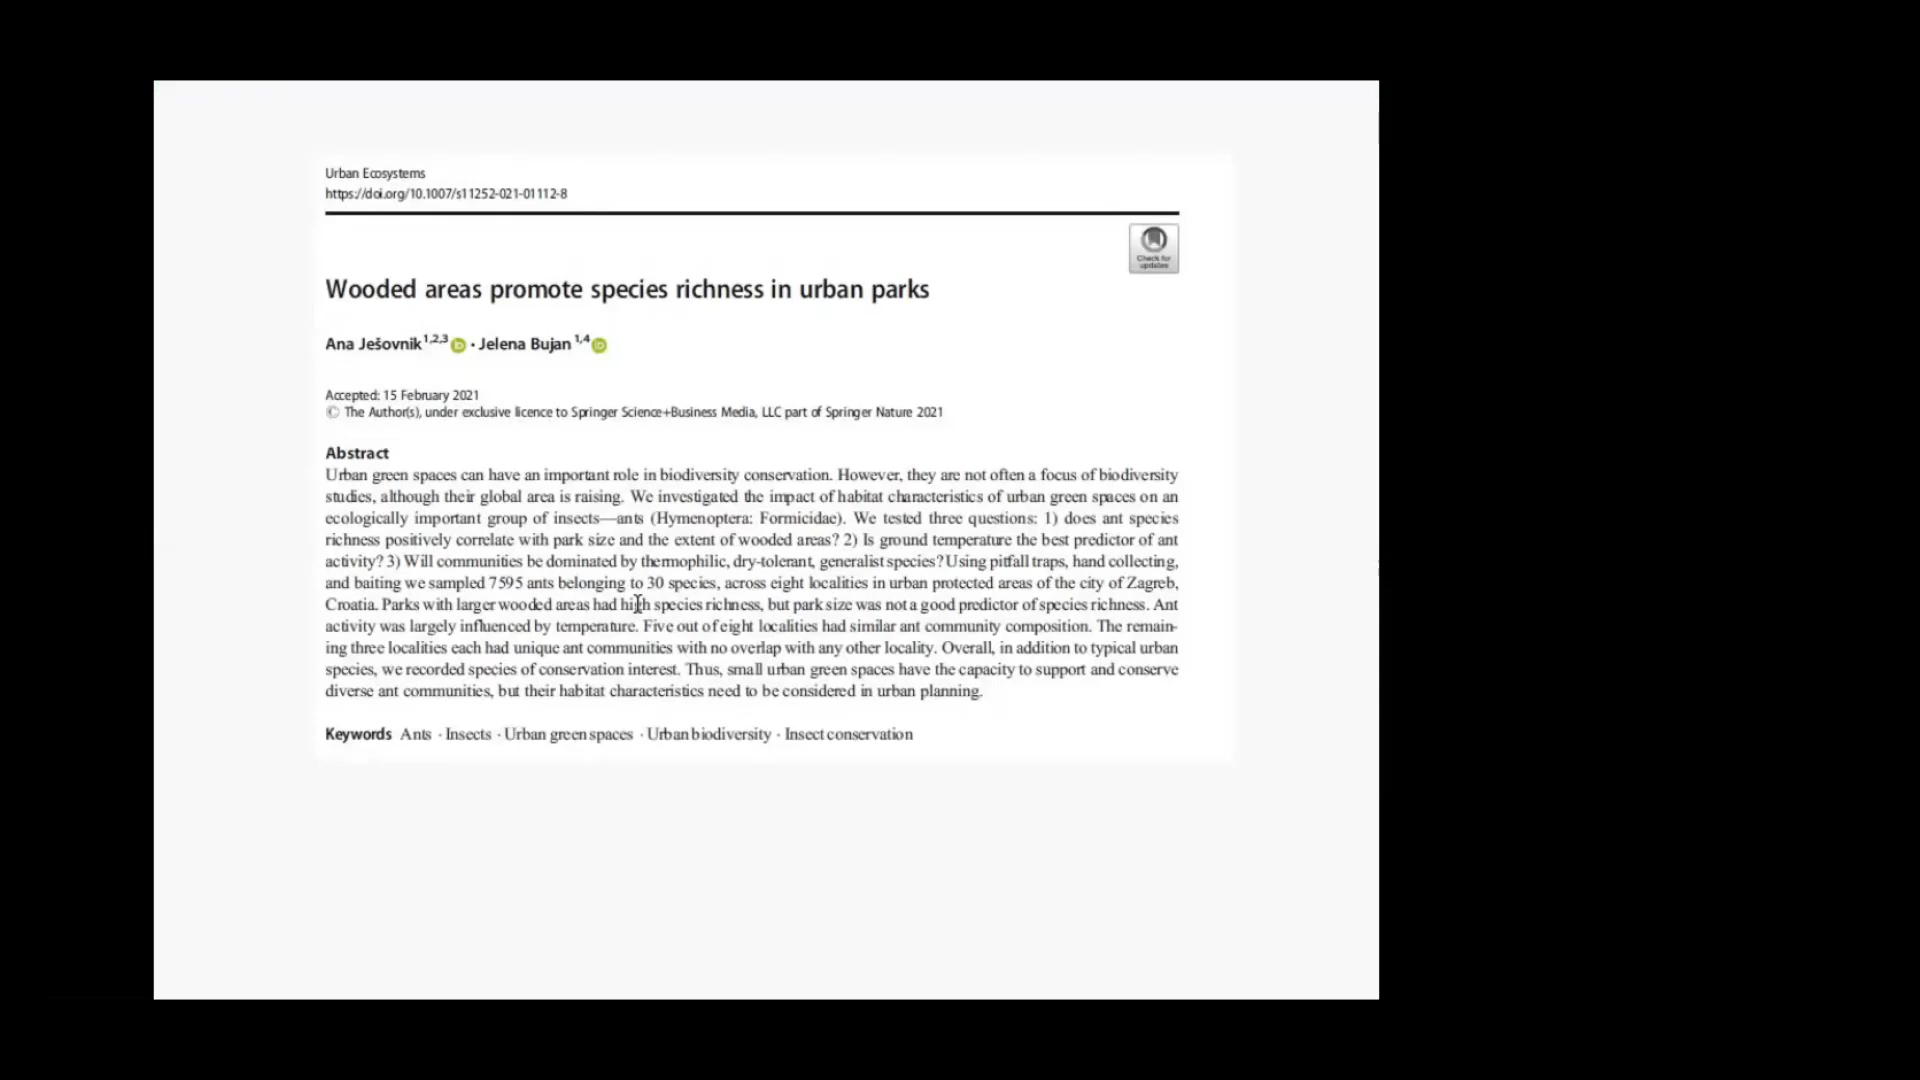 Urban Ecosystems
https://doi.org/10.1007/s11252-021-01112-8
Check for
updates
Wooded areas promote species richness in urban parks
Ana Ješovnik1,2,3 · Jelena Bujan 1,4
Accepted: 15 February 2021
© The Author(s), under exclusive licence to Springer Science+Business Media, LLC part of Springer Nature 2021
Abstract
Urban green spaces can have an important role in biodiversity conservation. However, they are not often a focus of biodiversity
studies, although their global area is raising. We investigated the impact of habitat characteristics of urban green spaces on an
ecologically important group of insects—ants (Hymenoptera: Formicidae). We tested three questions: 1) does ant species
richness positively correlate with park size and the extent of wooded areas? 2) Is ground temperature the best predictor of ant
activity? 3) Will communities be dominated by thermophilic, dry-tolerant, generalist species? Using pitfall traps, hand collecting,
and baiting we sampled 7595 ants belonging to 30 species, across eight localities in urban protected areas of the city of Zagreb,
Croatia. Parks with larger wooded areas had high species richness, but park size was not a good predictor of species richness. Ant
activity was largely influenced by temperature. Five out of eight localities had similar ant community composition. The remain-
ing three localities each had unique ant communities with no overlap with any other locality. Overall, in addition to typical urban
species, we recorded species of conservation interest. Thus, small urban green spaces have the capacity to support and conserve
diverse ant communities, but their habitat characteristics need to be considered in urban planning.
Keywords Ants · Insects · Urban green spaces · Urban biodiversity · Insect conservation